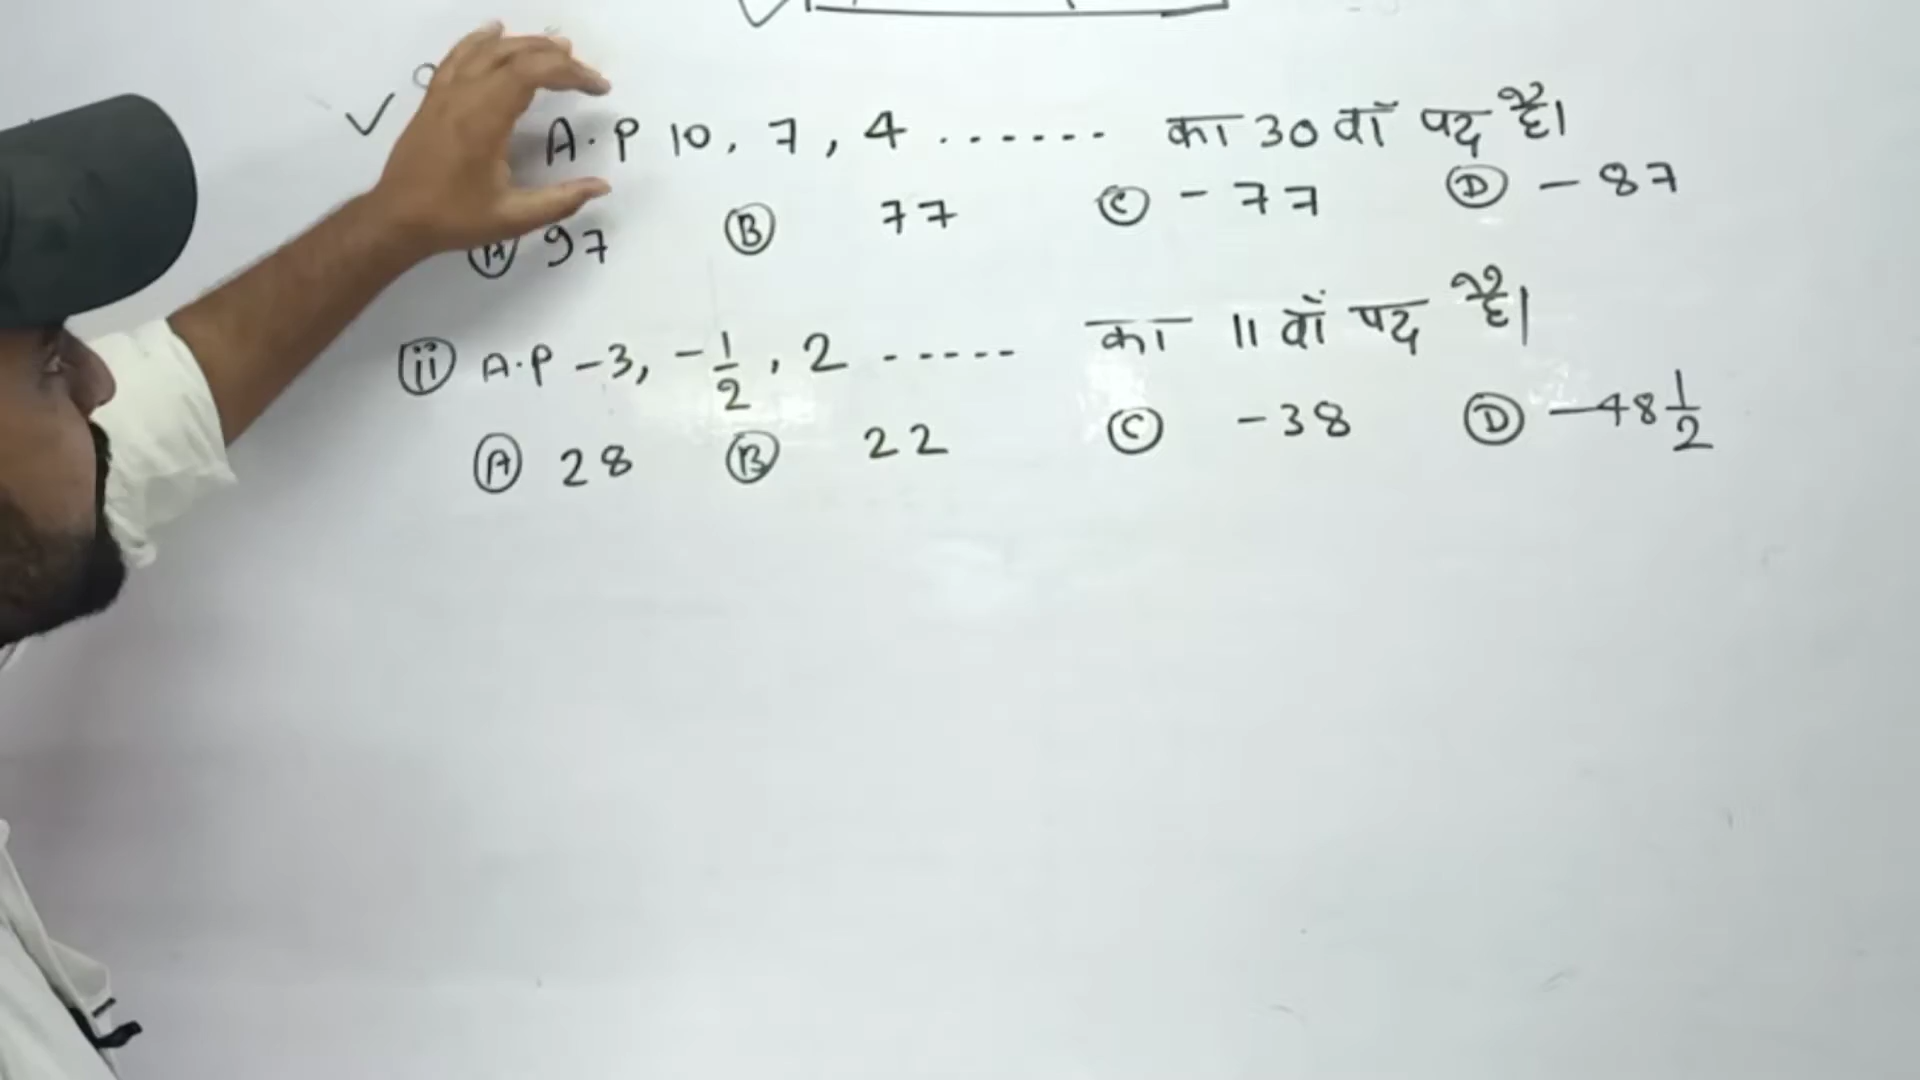 A.P 10, 7, 4 ...... का 30 वाँ पद है।
(A) 97 (B) 77 (C) -77 (D) -87
(ii) A.P -3, -1/2, 2 ----- का 11 वाँ पद है।
(A) 28 (B) 22 (C) -38 (D) -48 1/2